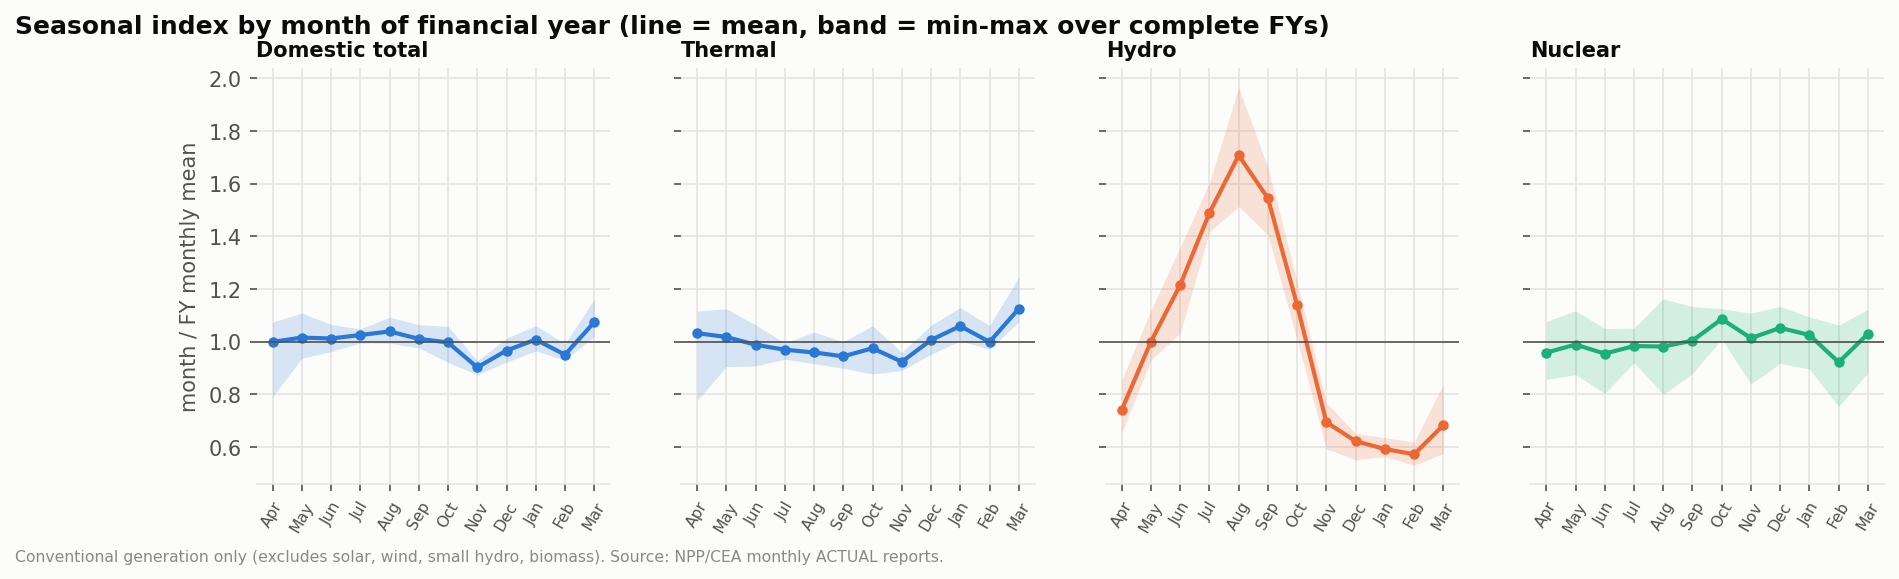 Seasonal index by month of financial year (line = mean, band = min-max over complete FYs)
Domestic total
Thermal
Hydro
Nuclear
month / FY monthly mean
2.0
1.8
1.6
1.4
1.2
1.0
0.8
0.6
Apr May Jun Jul Aug Sep Oct Nov Dec Jan Feb Mar
Apr May Jun Jul Aug Sep Oct Nov Dec Jan Feb Mar
Apr May Jun Jul Aug Sep Oct Nov Dec Jan Feb Mar
Apr May Jun Jul Aug Sep Oct Nov Dec Jan Feb Mar
Conventional generation only (excludes solar, wind, small hydro, biomass). Source: NPP/CEA monthly ACTUAL reports.